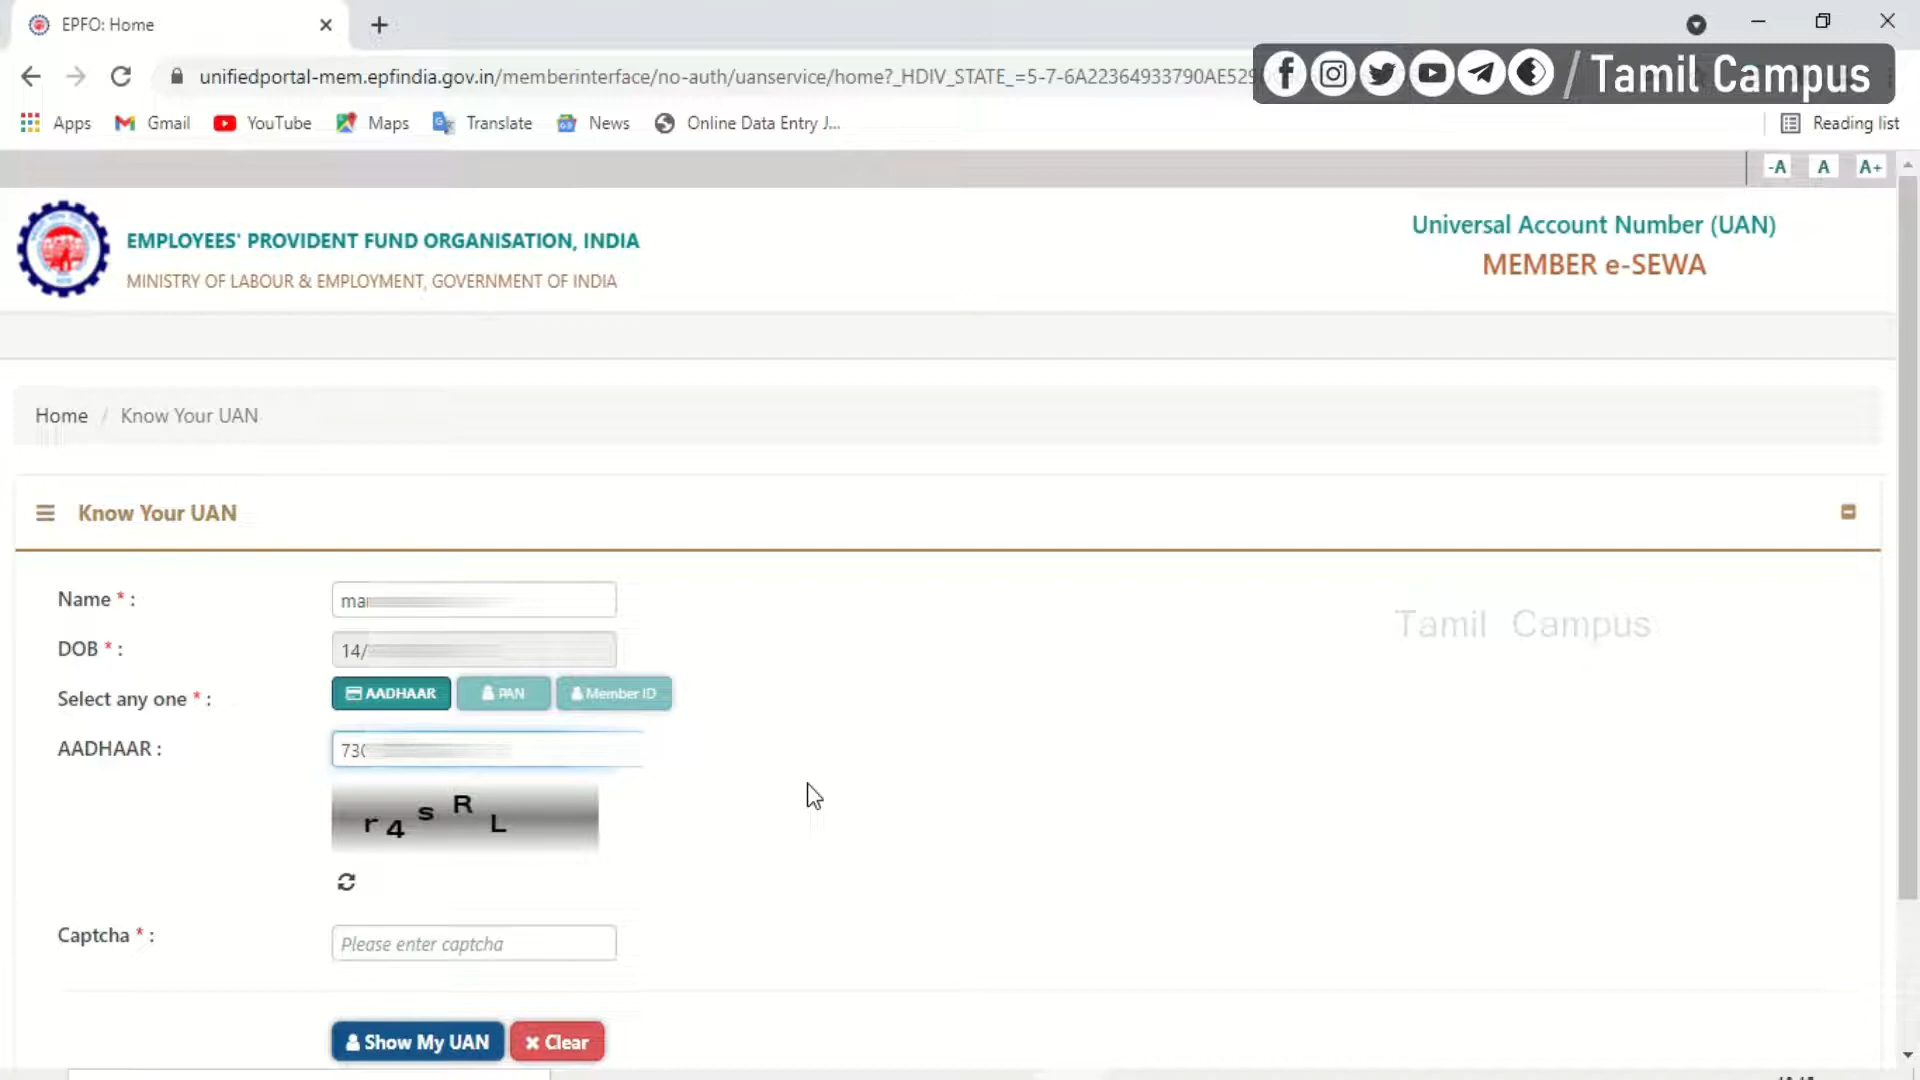 EPFO: Home
unifiedportal-mem.epfindia.gov.in/memberinterface/no-auth/uanservice/home?_HDIV_STATE_=5-7-6A22364933790AE529
/ Tamil Campus
Apps Gmail YouTube Maps Translate News Online Data Entry J... Reading list
-A A A+
EMPLOYEES' PROVIDENT FUND ORGANISATION, INDIA
MINISTRY OF LABOUR & EMPLOYMENT, GOVERNMENT OF INDIA
Universal Account Number (UAN)
MEMBER e-SEWA
Home / Know Your UAN
Know Your UAN
Name * :
DOB * : 14/
Select any one * : AADHAAR PAN Member ID
AADHAAR :
r4sRL
Captcha * : Please enter captcha
Show My UAN Clear
Tamil Campus